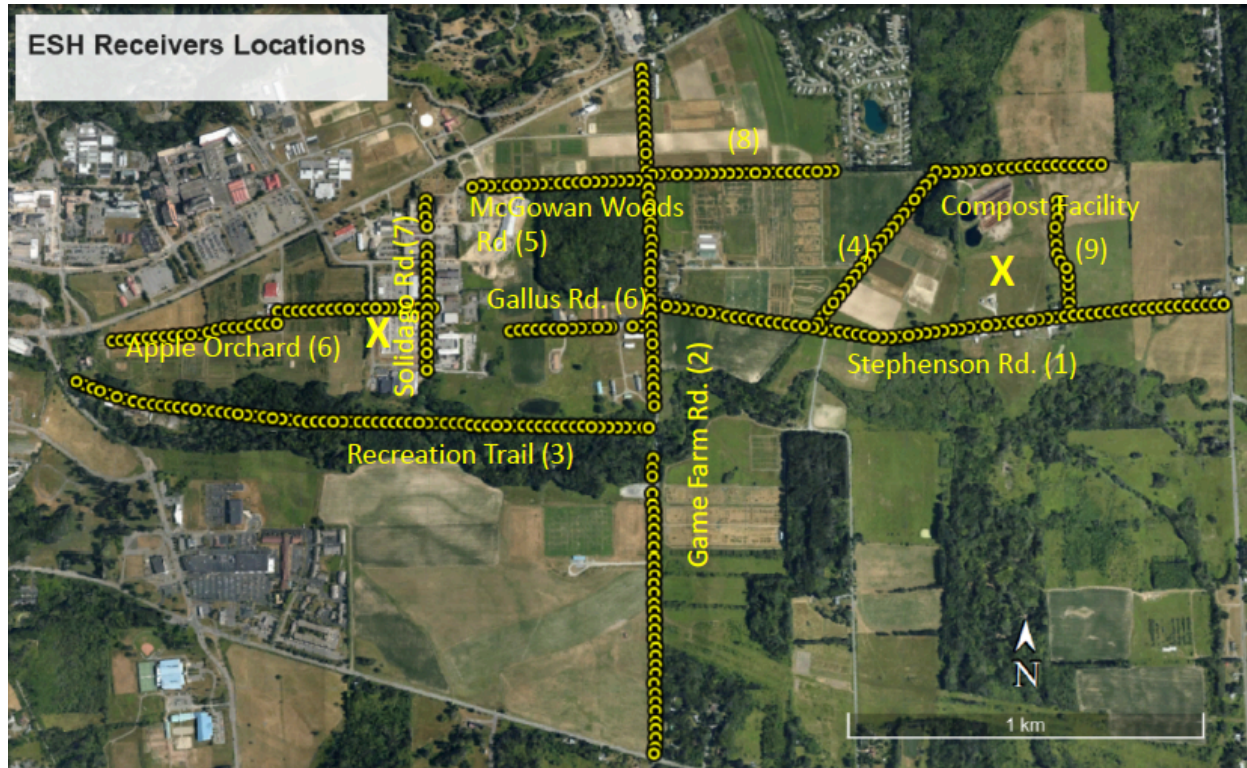 ESH Receivers Locations
(8)
McGowan Woods
Rd (5)
Compost Facility
(4)
(9)
X
Solidago Rd.(7)
Gallus Rd. (6)
X
Apple Orchard (6)
Stephenson Rd. (1)
Game Farm Rd. (2)
Recreation Trail (3)
N
1 km